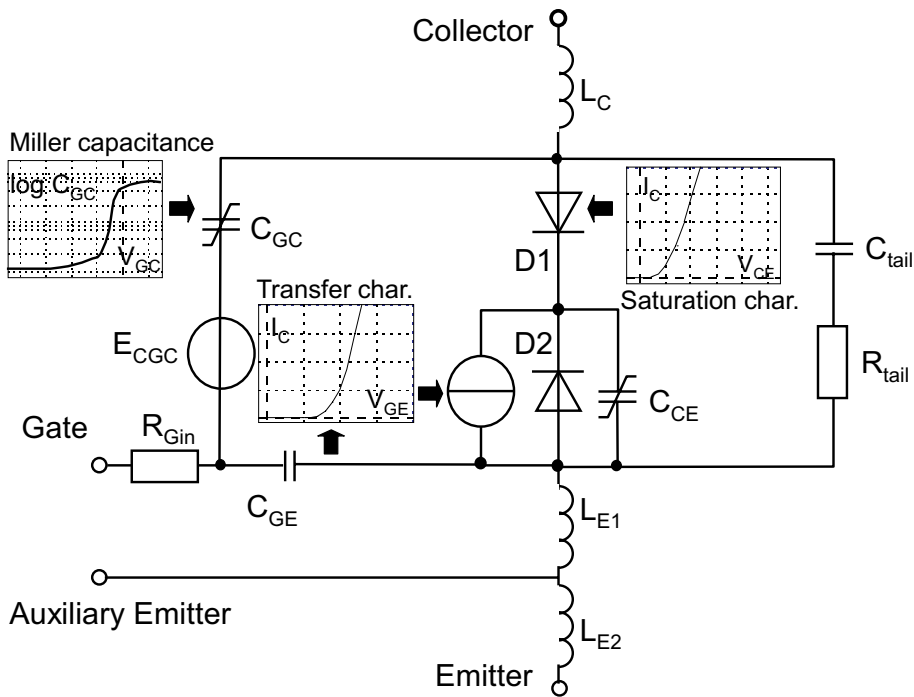 Collector
L_C
Miller capacitance
log C_GC
V_GC
C_GC
I_C
V_CE
D1
Saturation char.
C_tail
Transfer char.
I_C
V_GE
E_CGC
D2
C_CE
R_tail
Gate
R_Gin
C_GE
L_E1
Auxiliary Emitter
L_E2
Emitter